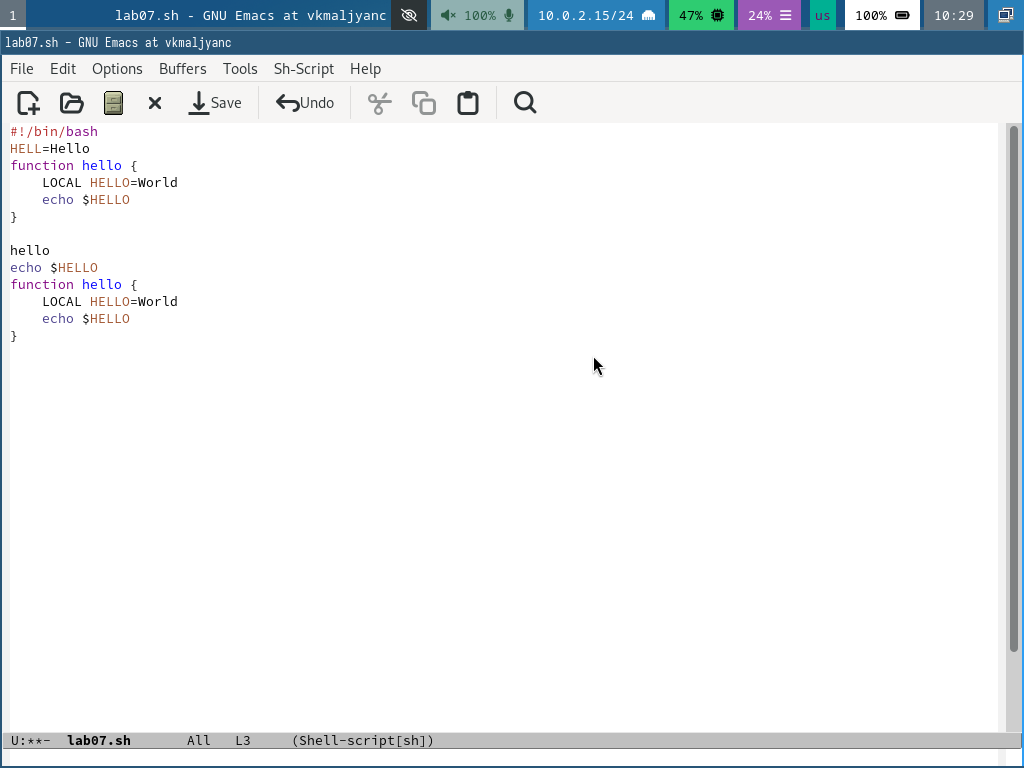 1 lab07.sh - GNU Emacs at vkmaljyanc 100% 10.0.2.15/24 47% 24% us 100% 10:29
lab07.sh - GNU Emacs at vkmaljyanc
File Edit Options Buffers Tools Sh-Script Help
Save Undo
#!/bin/bash
HELL=Hello
function hello {
    LOCAL HELLO=World
    echo $HELLO
}
hello
echo $HELLO
function hello {
    LOCAL HELLO=World
    echo $HELLO
}
U:**- lab07.sh All L3 (Shell-script[sh])